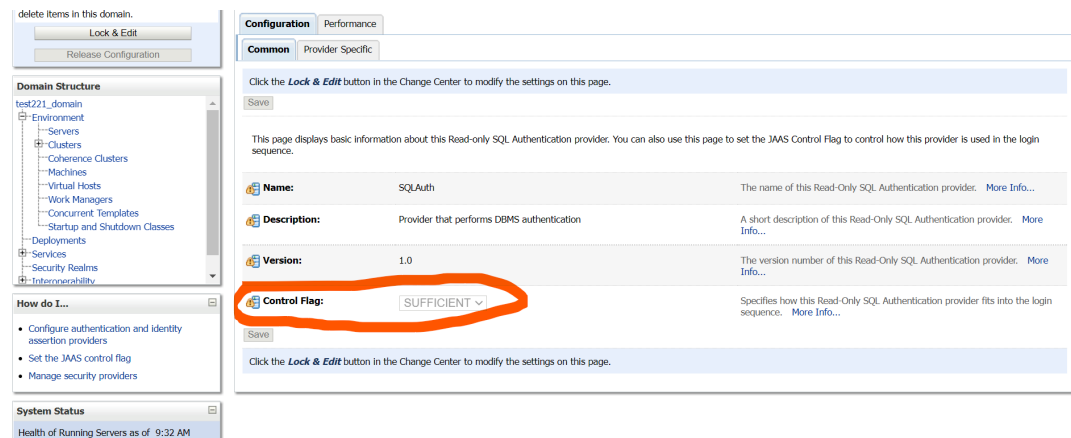 delete items in this domain.
Lock & Edit
Release Configuration
Domain Structure
test221_domain
Environment
Servers
Clusters
Coherence Clusters
Machines
Virtual Hosts
Work Managers
Concurrent Templates
Startup and Shutdown Classes
Deployments
Services
Security Realms
Interoperability
How do I...
Configure authentication and identity
assertion providers
Set the JAAS control flag
Manage security providers
System Status
Health of Running Servers as of 9:32 AM
Configuration Performance
Common Provider Specific
Click the Lock & Edit button in the Change Center to modify the settings on this page.
Save
This page displays basic information about this Read-only SQL Authentication provider. You can also use this page to set the JAAS Control Flag to control how this provider is used in the login
sequence.
Name: SQLAuth The name of this Read-Only SQL Authentication provider. More Info...
Description: Provider that performs DBMS authentication A short description of this Read-Only SQL Authentication provider. More
Info...
Version: 1.0 The version number of this Read-Only SQL Authentication provider. More
Info...
Control Flag: SUFFICIENT Specifies how this Read-Only SQL Authentication provider fits into the login
sequence. More Info...
Save
Click the Lock & Edit button in the Change Center to modify the settings on this page.